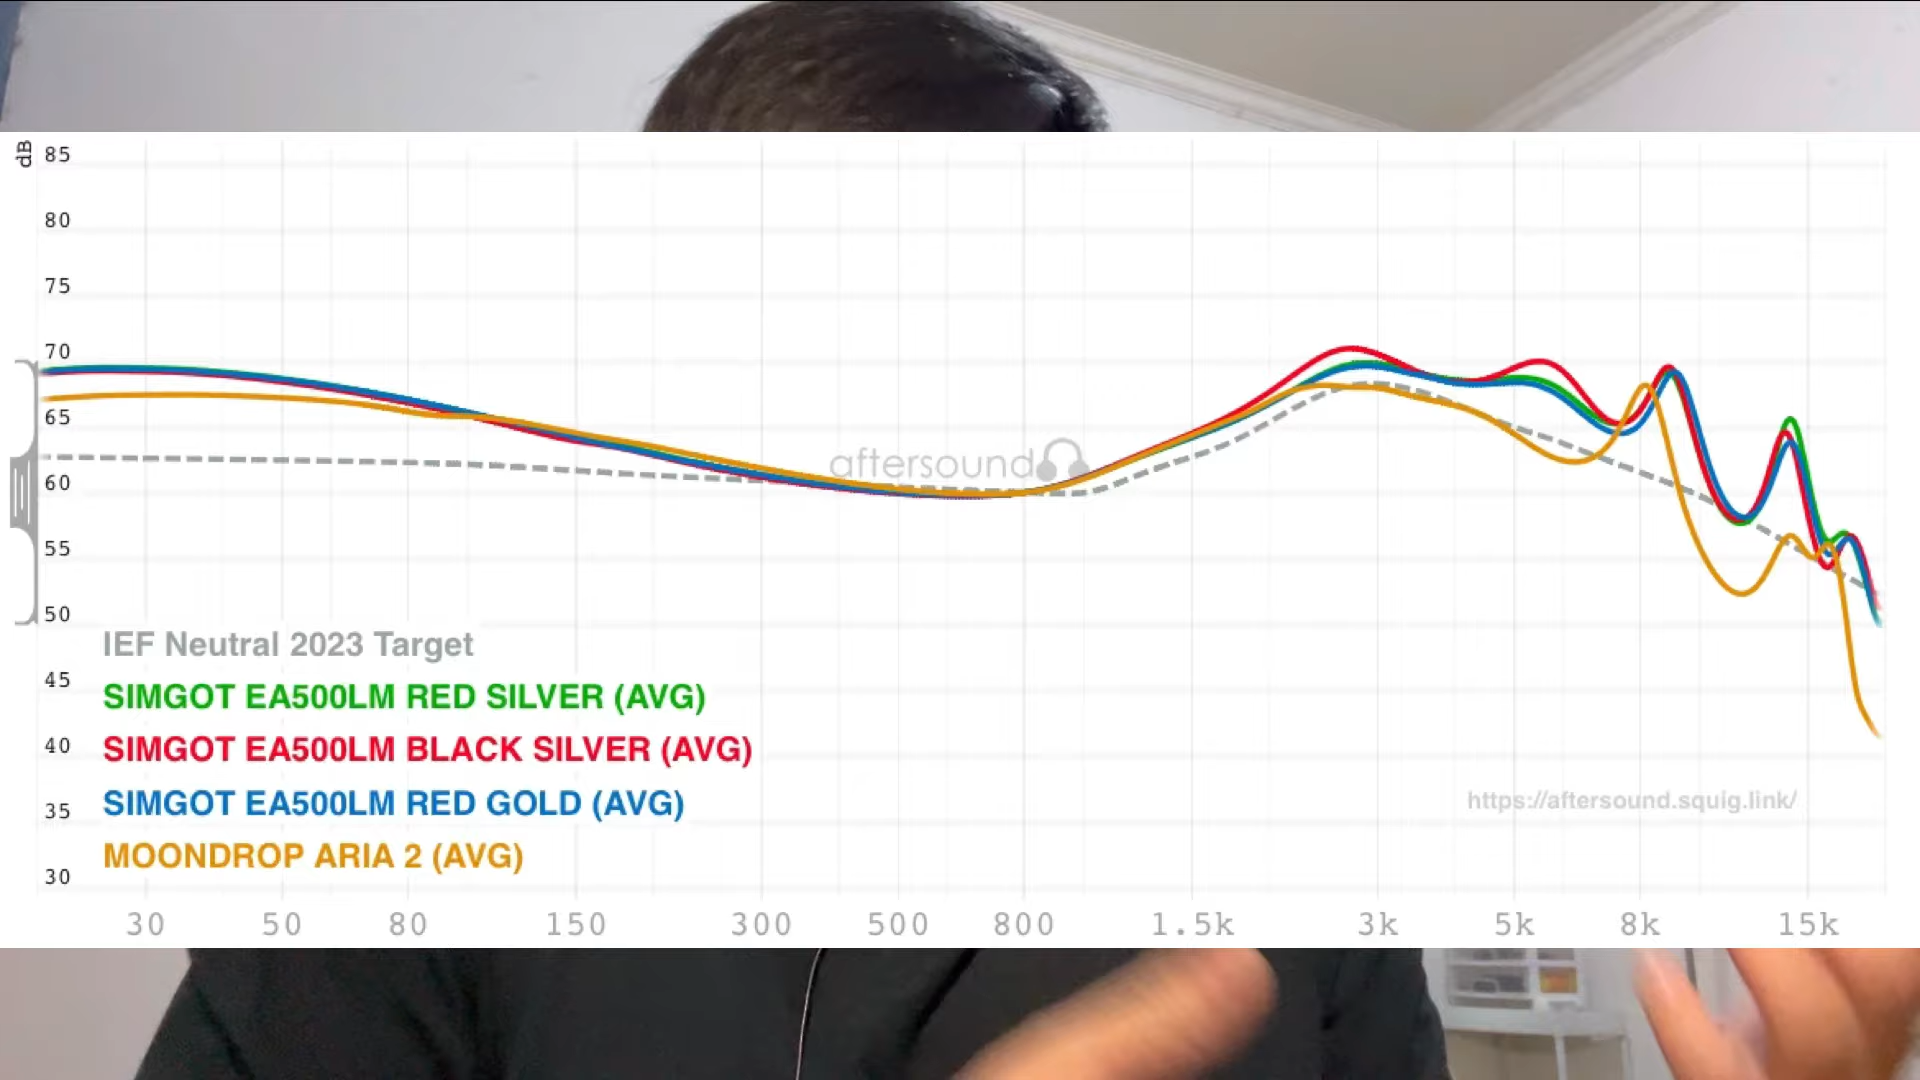 dB
85
80
75
70
65
60
55
50
45
40
35
30
aftersound
IEF Neutral 2023 Target
SIMGOT EA500LM RED SILVER (AVG)
SIMGOT EA500LM BLACK SILVER (AVG)
SIMGOT EA500LM RED GOLD (AVG)
MOONDROP ARIA 2 (AVG)
https://aftersound.squig.link/
30 50 80 150 300 500 800 1.5k 3k 5k 8k 15k